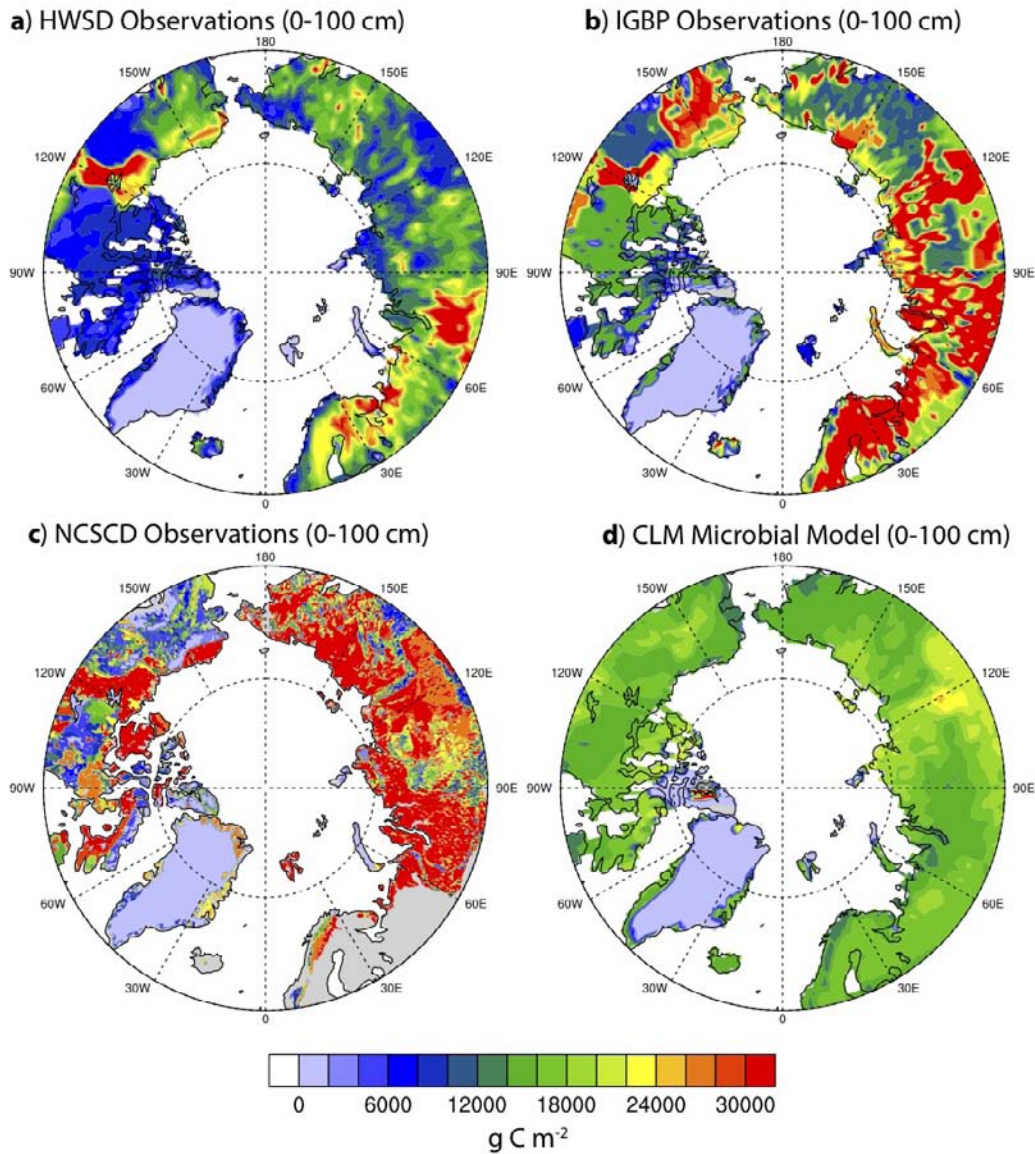 a) HWSD Observations (0-100 cm)
b) IGBP Observations (0-100 cm)
180
150W
150E
120W
120E
90W
90E
60W
60E
30W
30E
0
180
150W
150E
120W
120E
90W
90E
60W
60E
30W
30E
0
c) NCSCD Observations (0-100 cm)
d) CLM Microbial Model (0-100 cm)
180
150W
150E
120W
120E
90W
90E
60W
60E
30W
30E
0
180
150W
150E
120W
120E
90W
90E
60W
60E
30W
30E
0
0 6000 12000 18000 24000 30000
g C m⁻²